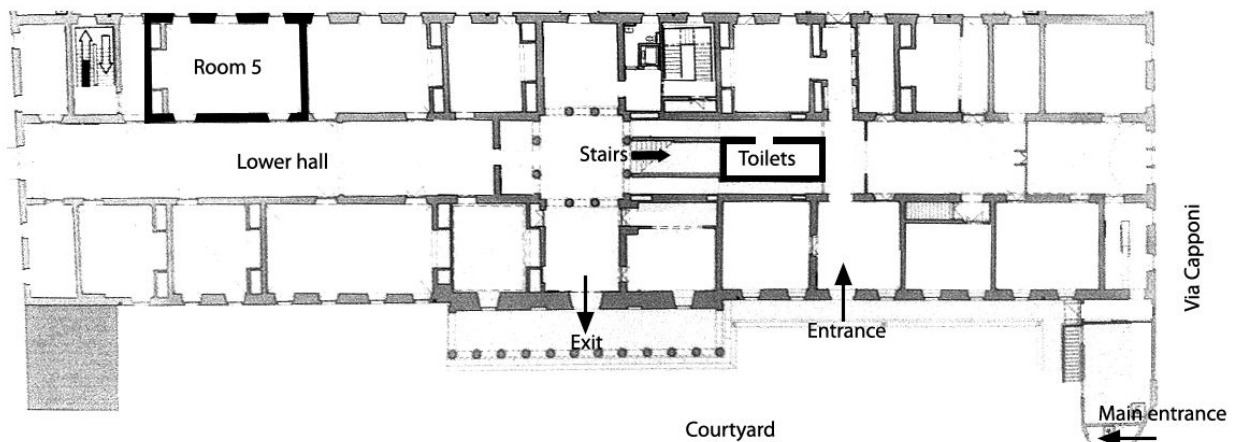 Room 5
Lower hall
Stairs
Toilets
Via Capponi
Exit
Entrance
Main entrance
Courtyard